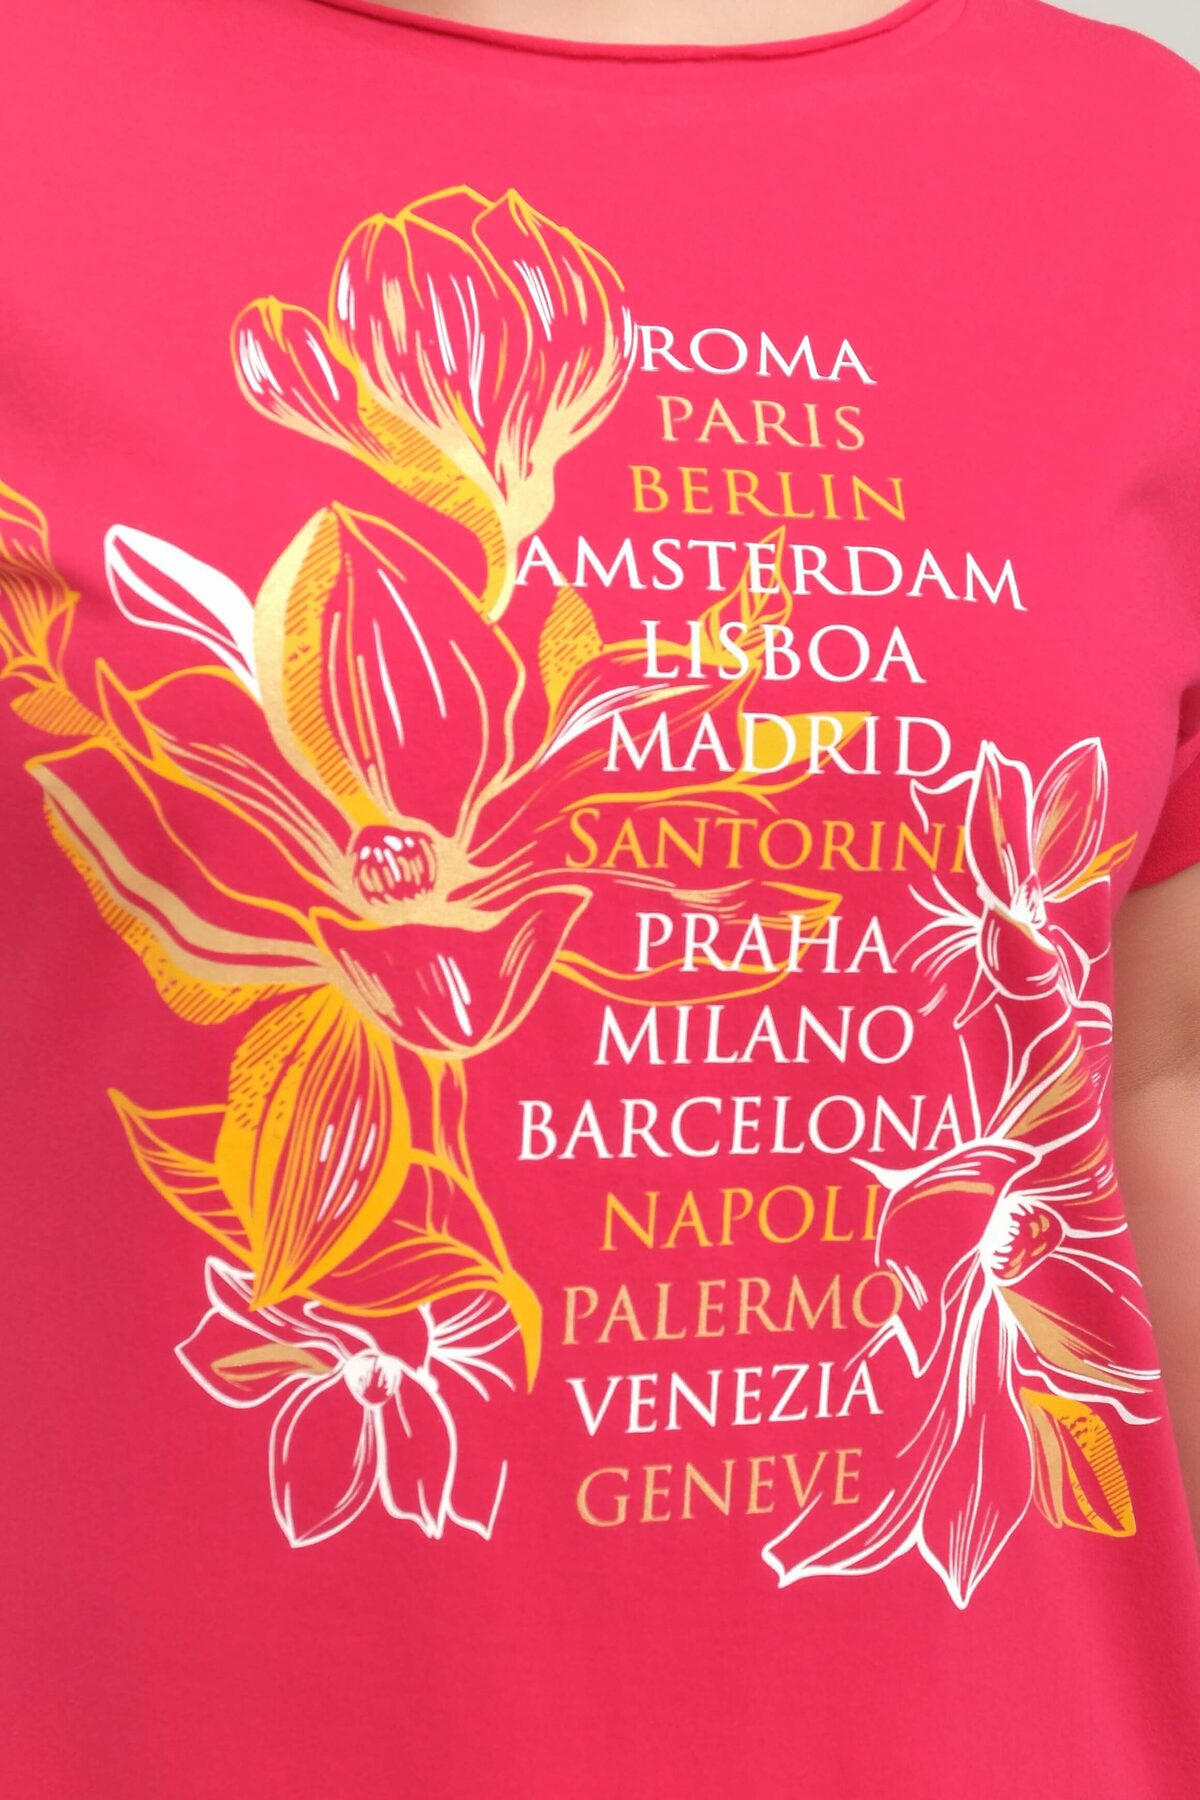 ROMA
PARIS
BERLIN
AMSTERDAM
LISBOA
MADRID
SANTORINI
PRAHA
MILANO
BARCELONA
NAPOLI
PALERMO
VENEZIA
GENEVE